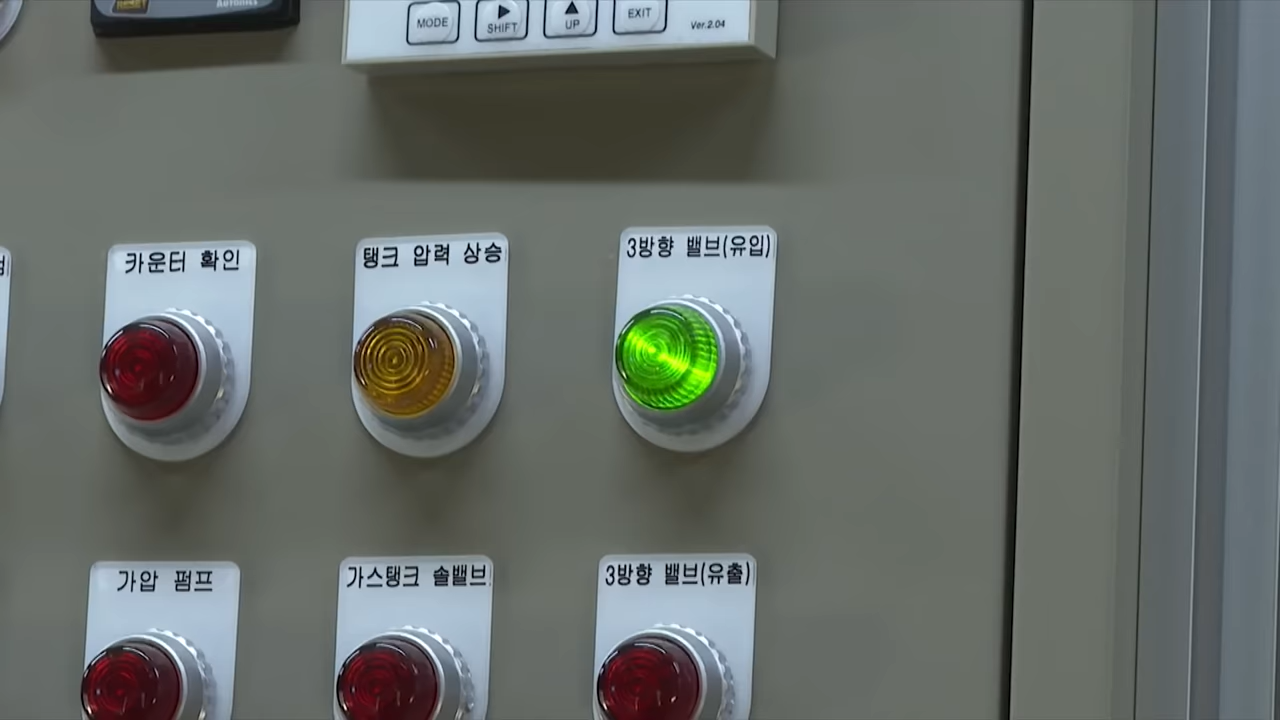 MODE
SHIFT
UP
EXIT
Ver.2.04
카운터 확인
탱크 압력 상승
3방향 밸브(유입)
가압 펌프
가스탱크 솔밸브
3방향 밸브(유출)